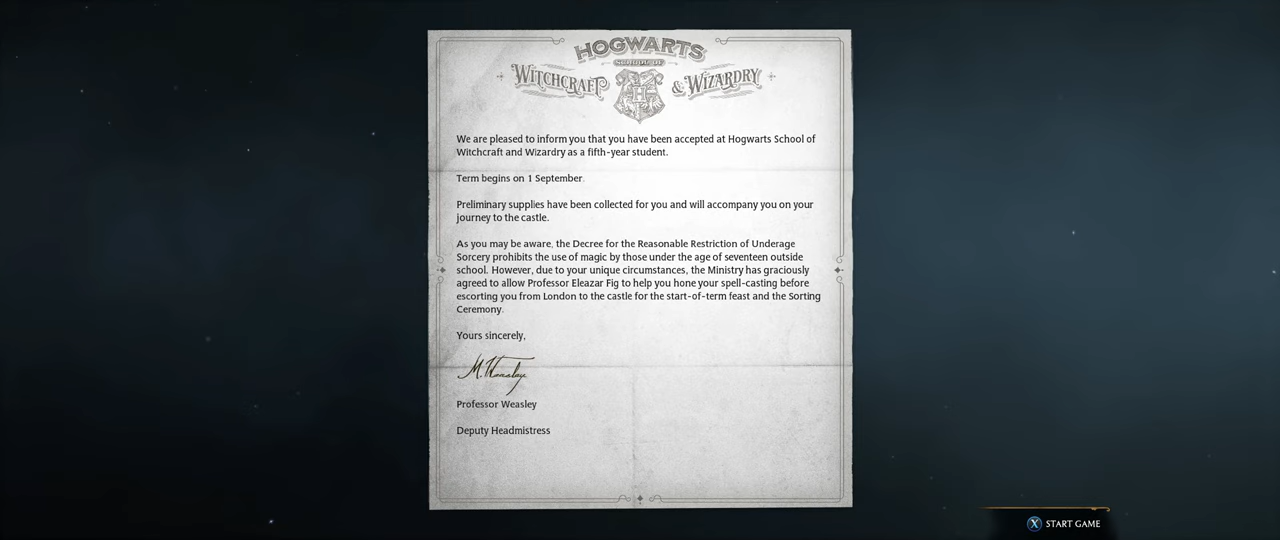 HOGWARTS
SCHOOL OF
WITCHCRAFT & WIZARDRY
H
We are pleased to inform you that you have been accepted at Hogwarts School of
Witchcraft and Wizardry as a fifth-year student.
Term begins on 1 September.
Preliminary supplies have been collected for you and will accompany you on your
journey to the castle.
As you may be aware, the Decree for the Reasonable Restriction of Underage
Sorcery prohibits the use of magic by those under the age of seventeen outside
school. However, due to your unique circumstances, the Ministry has graciously
agreed to allow Professor Eleazar Fig to help you hone your spell-casting before
escorting you from London to the castle for the start-of-term feast and the Sorting
Ceremony.
Yours sincerely,
M. Weasley
Professor Weasley
Deputy Headmistress
X START GAME